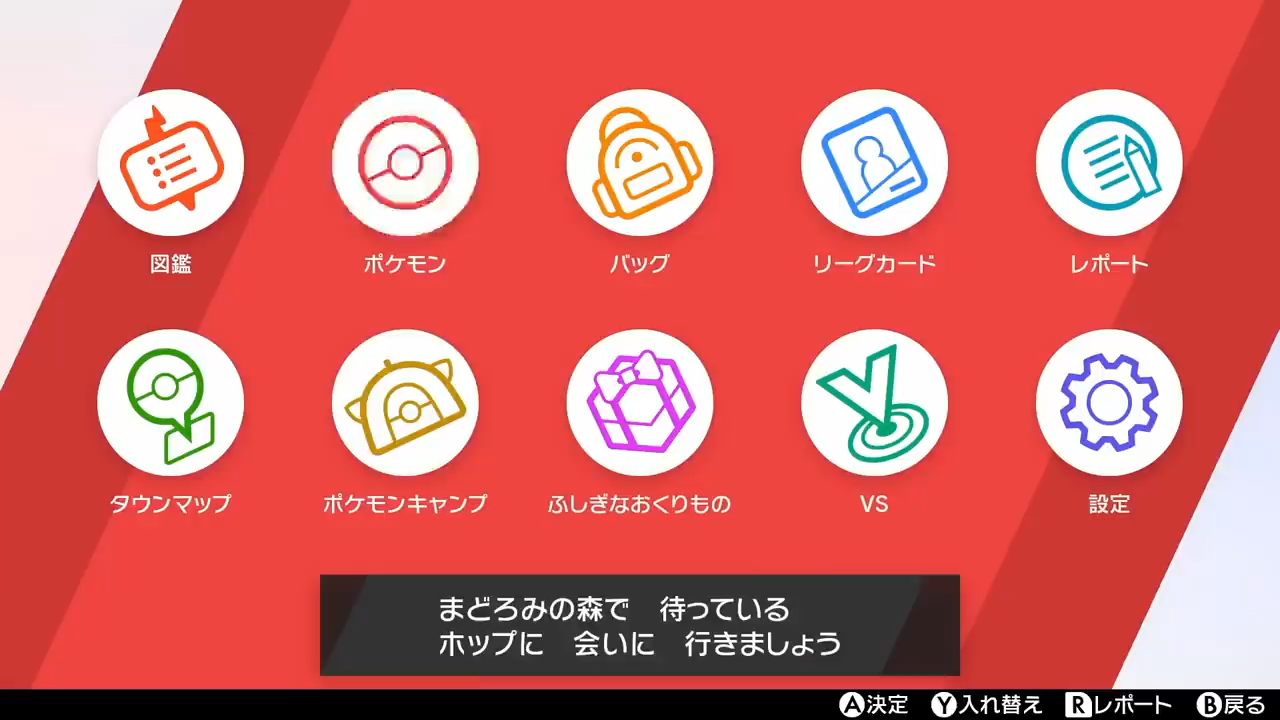 図鑑
ポケモン
バッグ
リーグカード
レポート
タウンマップ
ポケモンキャンプ
ふしぎなおくりもの
VS
設定
まどろみの森で　待っている
ホップに　会いに　行きましょう
A決定 Y入れ替え Rレポート B戻る